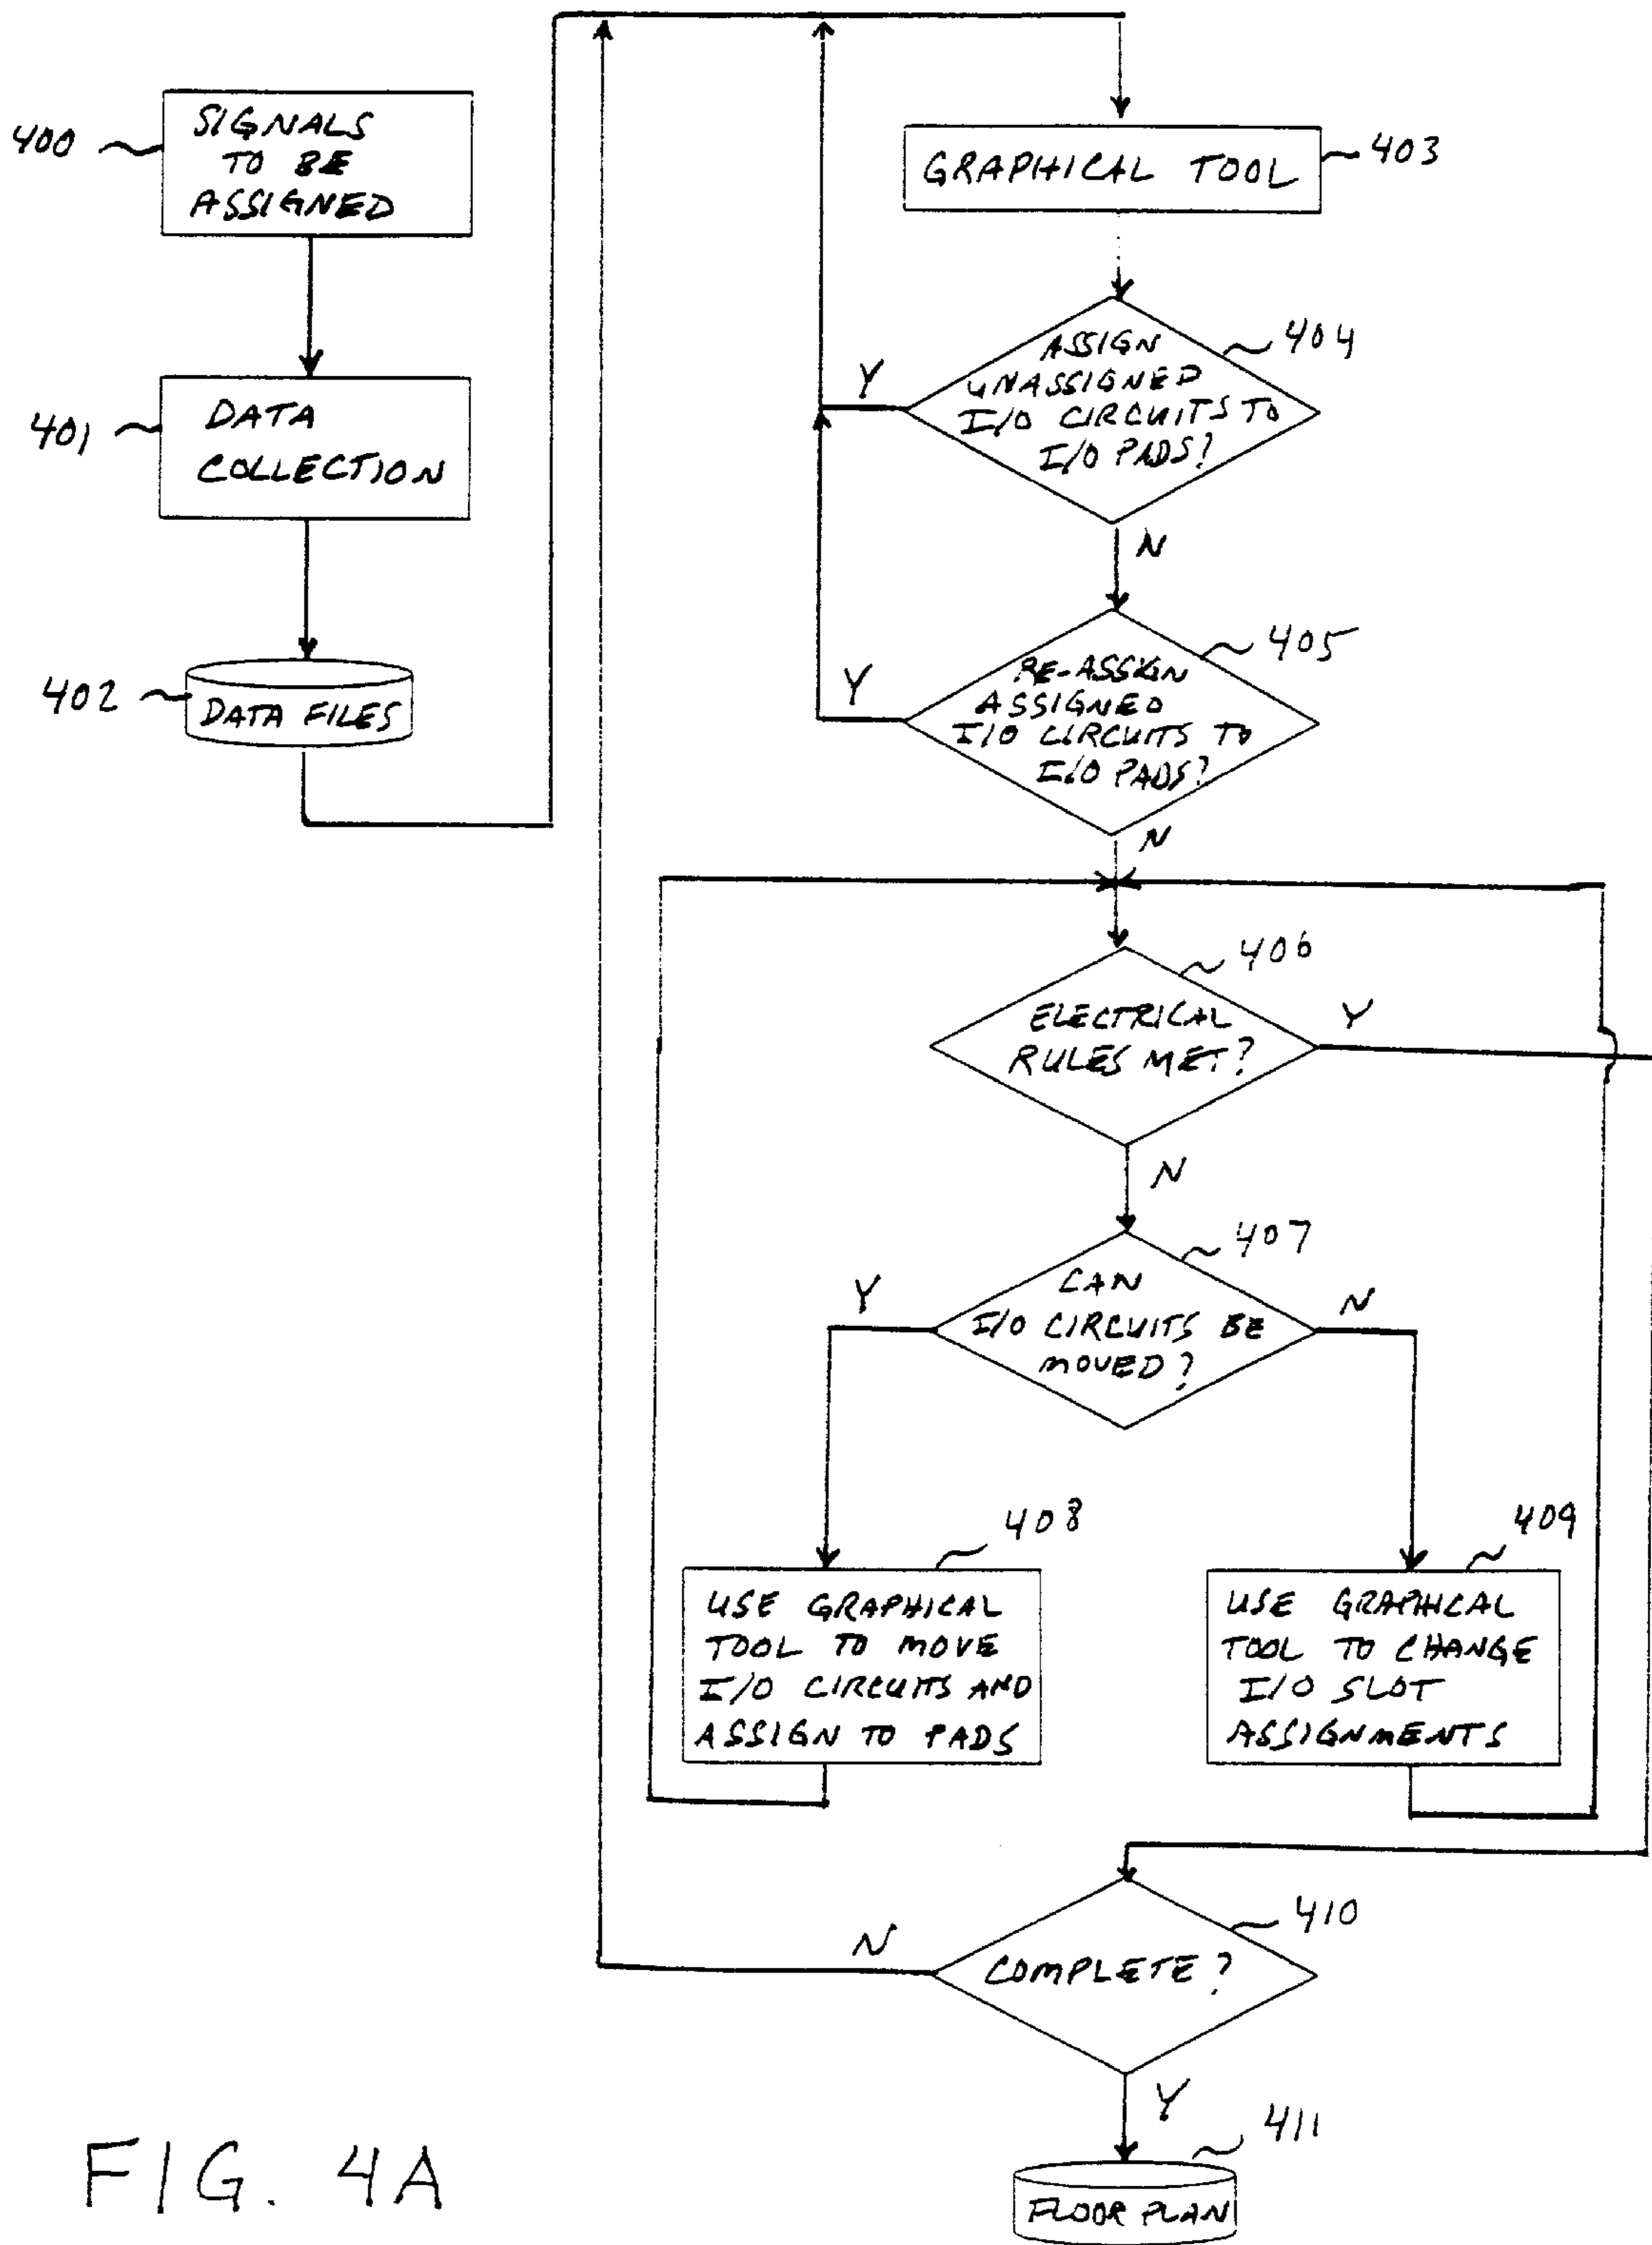 400
SIGNALS
TO BE
ASSIGNED
401
DATA
COLLECTION
402
DATA FILES
GRAPHICAL TOOL
403
ASSIGN
UNASSIGNED
I/O CIRCUITS TO
I/O PADS?
404
Y
N
RE-ASSIGN
ASSIGNED
I/O CIRCUITS TO
I/O PADS?
405
Y
N
406
ELECTRICAL
RULES MET?
Y
N
407
CAN
I/O CIRCUITS BE
MOVED?
Y
N
408
USE GRAPHICAL
TOOL TO MOVE
I/O CIRCUITS AND
ASSIGN TO PADS
409
USE GRAPHICAL
TOOL TO CHANGE
I/O SLOT
ASSIGNMENTS
410
COMPLETE?
N
Y
411
FLOOR PLAN
FIG. 4A